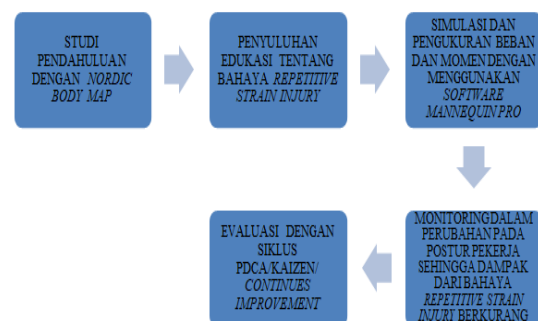 STUDI
PENDAHULUAN
DENGAN NORDIC
BODY MAP
PENYULUHAN
EDUKASI TENTANG
BAHAYA REPETITIVE
STRAIN INJURY
SIMULASI DAN
PENGUKURAN BEBAN
DAN MOMEN DENGAN
MENGGUNAKAN
SOFTWARE
MANNEQUIN PRO
MONITORING DALAM
PERUBAHAN PADA
POSTUR PEKERJA
SEHINGGA DAMPAK
DARI BAHAYA
REPETITIVE STRAIN
INJURY BERKURANG
EVALUASI DENGAN
SIKLUS
PDCA/KAIZEN/
CONTINUES
IMPROVEMENT